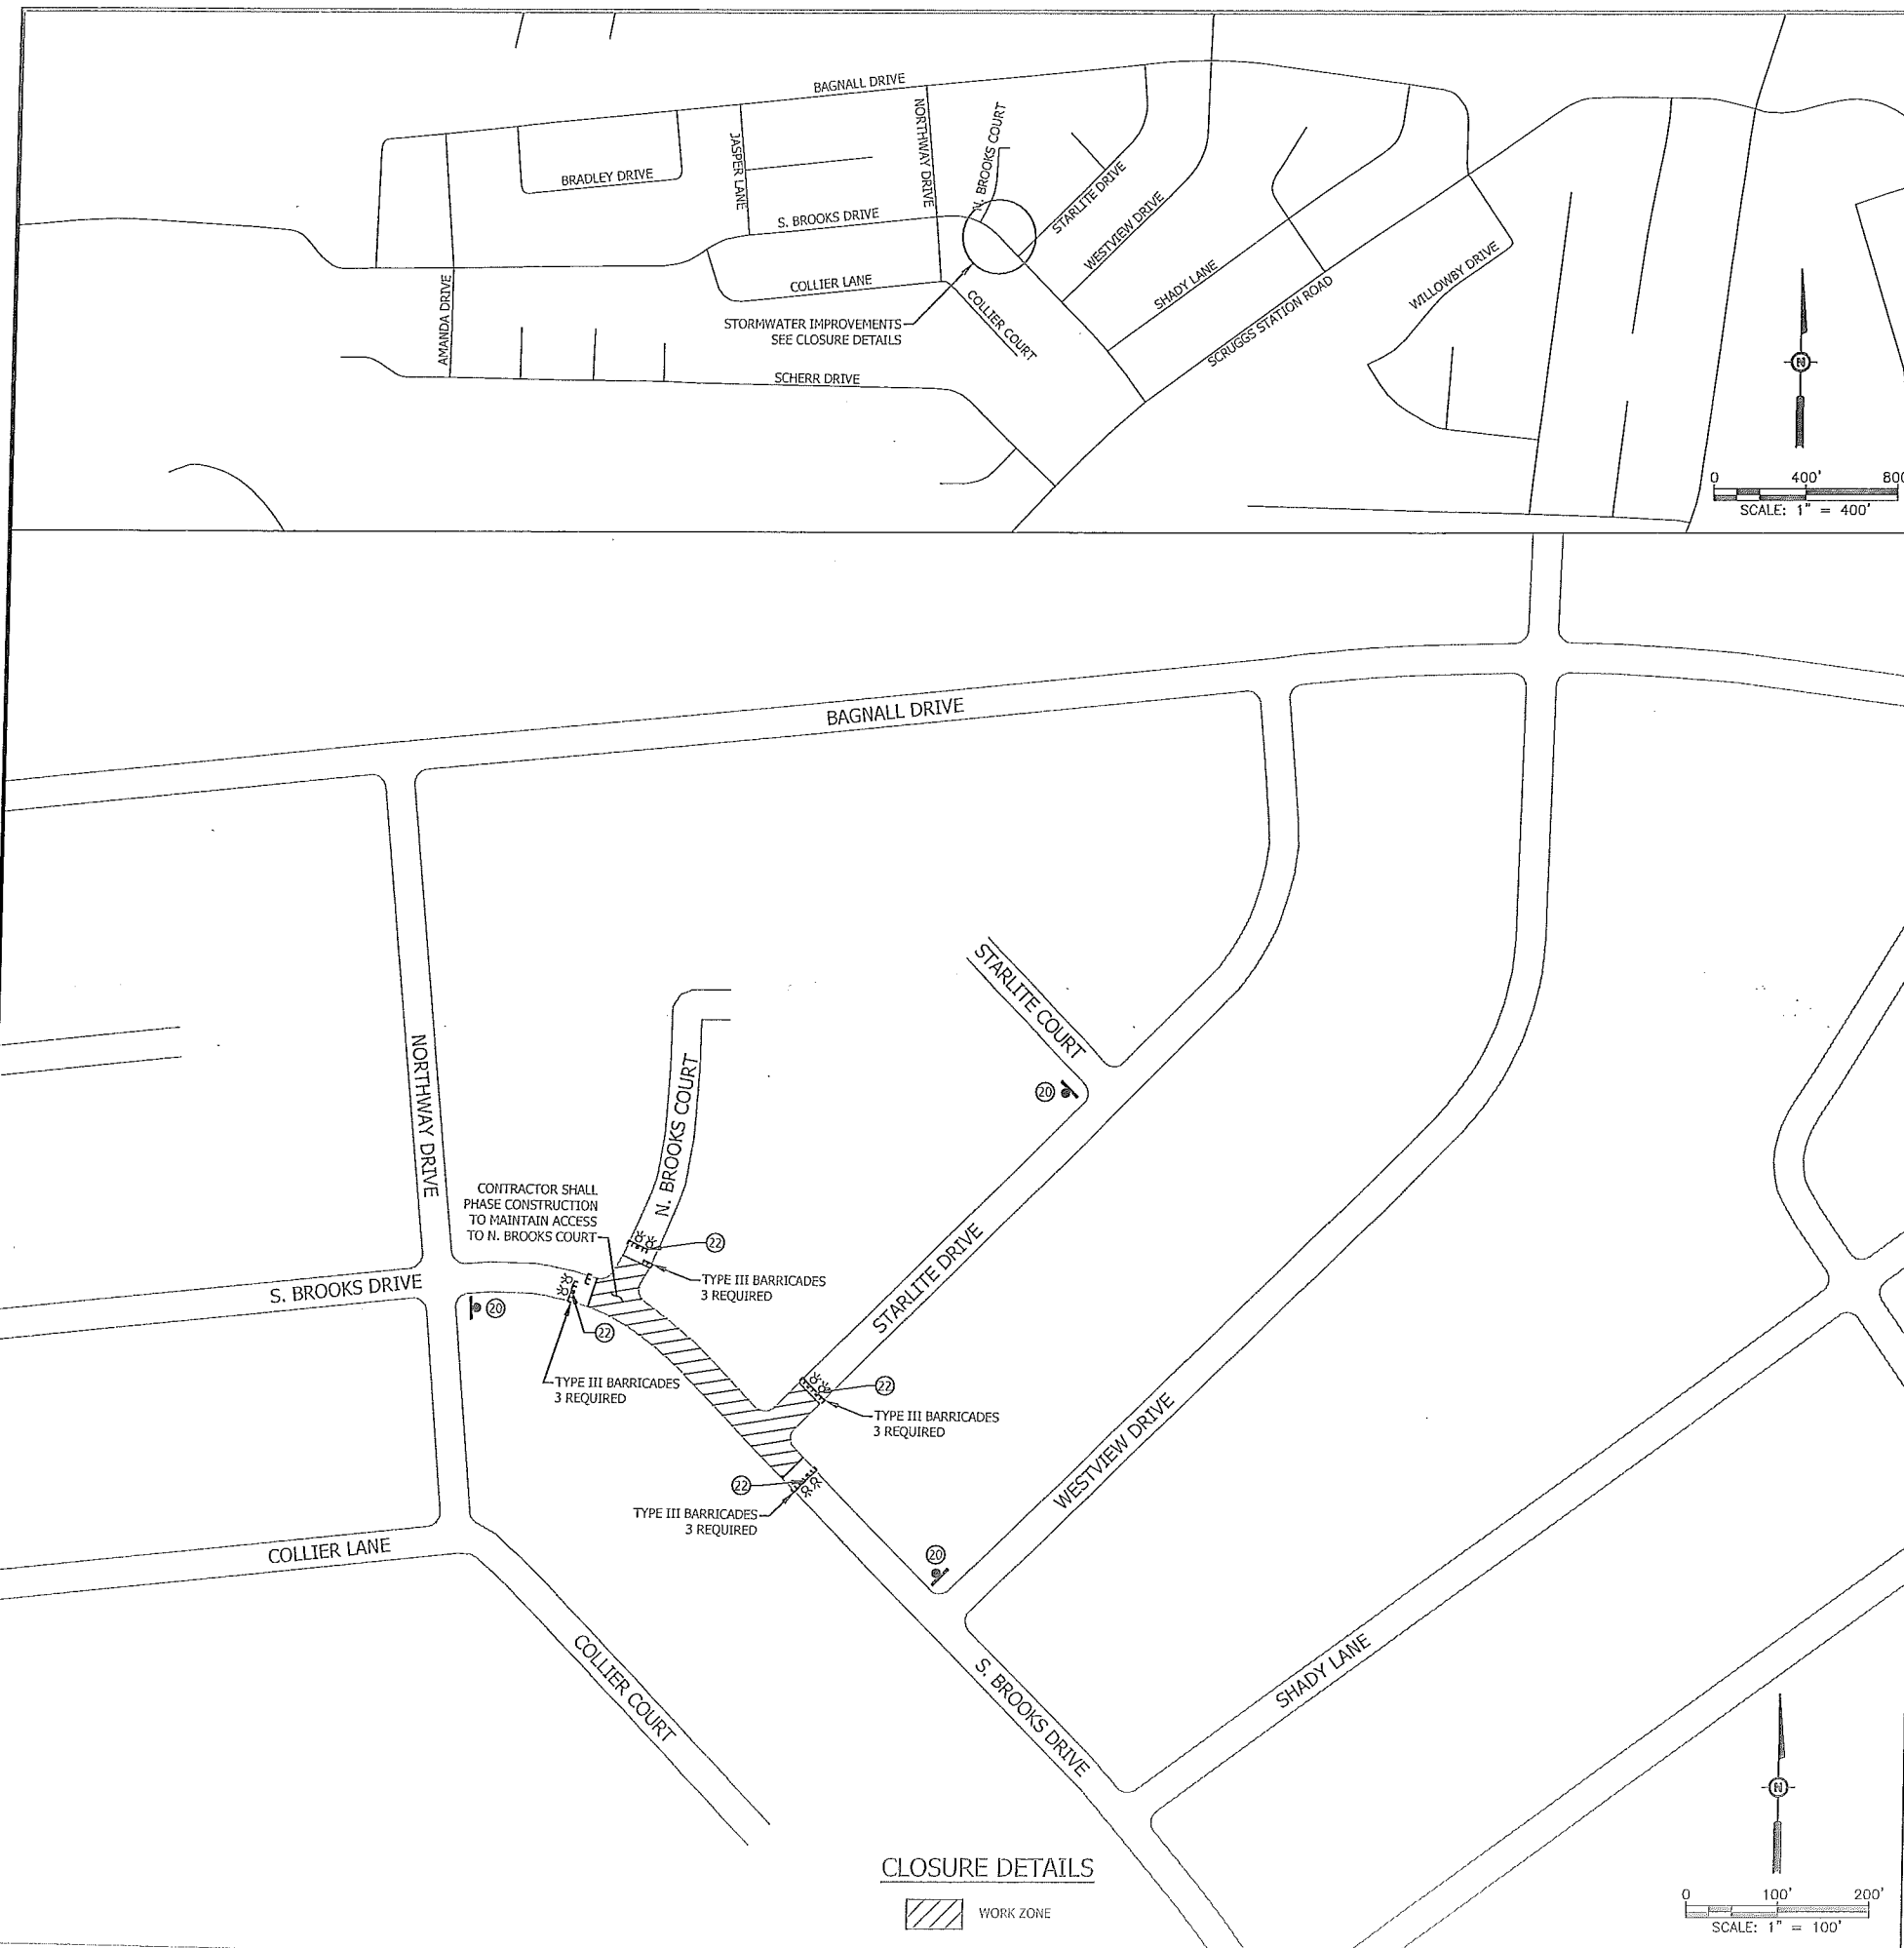 BAGNALL DRIVE
BRADLEY DRIVE
JASPER LANE
NORTHWAY DRIVE
N. BROOKS COURT
S. BROOKS DRIVE
STARLITE DRIVE
WESTVIEW DRIVE
COLLIER LANE
COLLIER COURT
AMANDA DRIVE
SHADY LANE
SCRUGGS STATION ROAD
WILLOWBY DRIVE
STORMWATER IMPROVEMENTS
SEE CLOSURE DETAILS
SCHERR DRIVE
N
0 400' 800
SCALE: 1" = 400'
BAGNALL DRIVE
STARLITE COURT
20
NORTHWAY DRIVE
N. BROOKS COURT
CONTRACTOR SHALL
PHASE CONSTRUCTION
TO MAINTAIN ACCESS
TO N. BROOKS COURT
22
TYPE III BARRICADES
3 REQUIRED
S. BROOKS DRIVE
20
E
22
TYPE III BARRICADES
3 REQUIRED
STARLITE DRIVE
22
TYPE III BARRICADES
3 REQUIRED
22
TYPE III BARRICADES
3 REQUIRED
WESTVIEW DRIVE
20
COLLIER LANE
COLLIER COURT
S. BROOKS DRIVE
SHADY LANE
N
CLOSURE DETAILS
WORK ZONE
0 100' 200'
SCALE: 1" = 100'